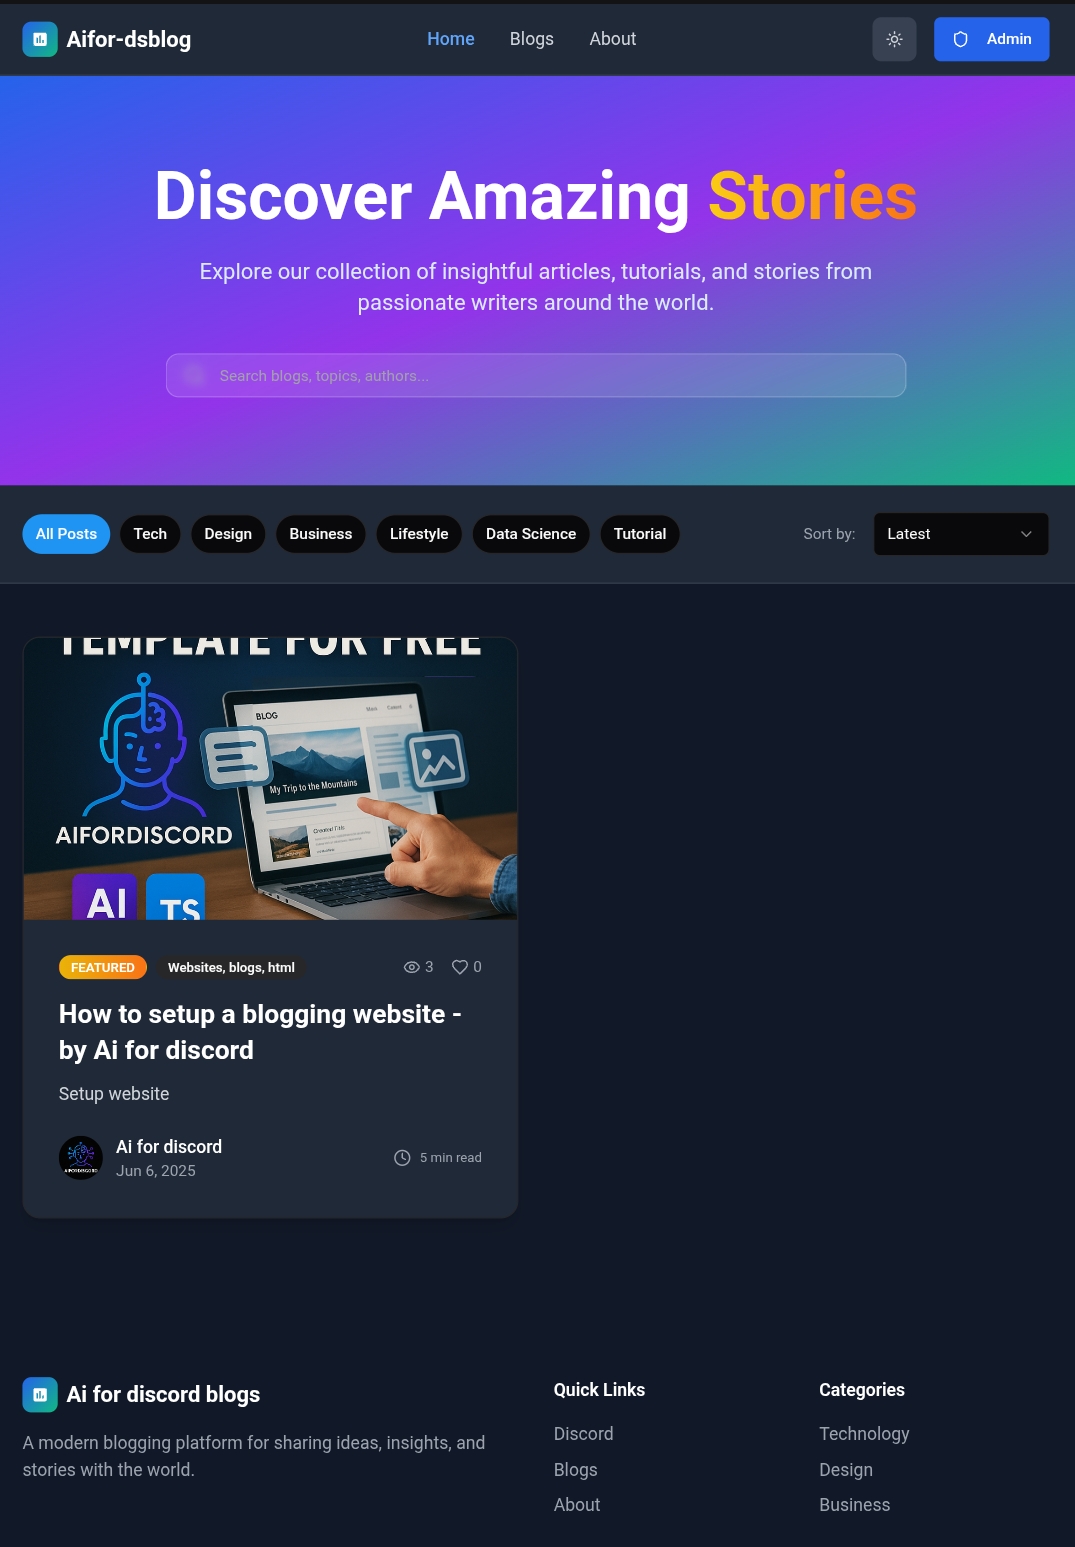 Aifor-dsblog
Home
Blogs
About
Admin
Discover Amazing Stories
Explore our collection of insightful articles, tutorials, and stories from
passionate writers around the world.
Search blogs, topics, authors...
All Posts
Tech
Design
Business
Lifestyle
Data Science
Tutorial
Sort by:
Latest
TEMPLATE FOR FREE
BLOG
My Trip to the Mountains
AIFORDISCORD
AI
TS
FEATURED
Websites, blogs, html
3
0
How to setup a blogging website -
by Ai for discord
Setup website
Ai for discord
Jun 6, 2025
5 min read
Ai for discord blogs
A modern blogging platform for sharing ideas, insights, and
stories with the world.
Quick Links
Discord
Blogs
About
Categories
Technology
Design
Business